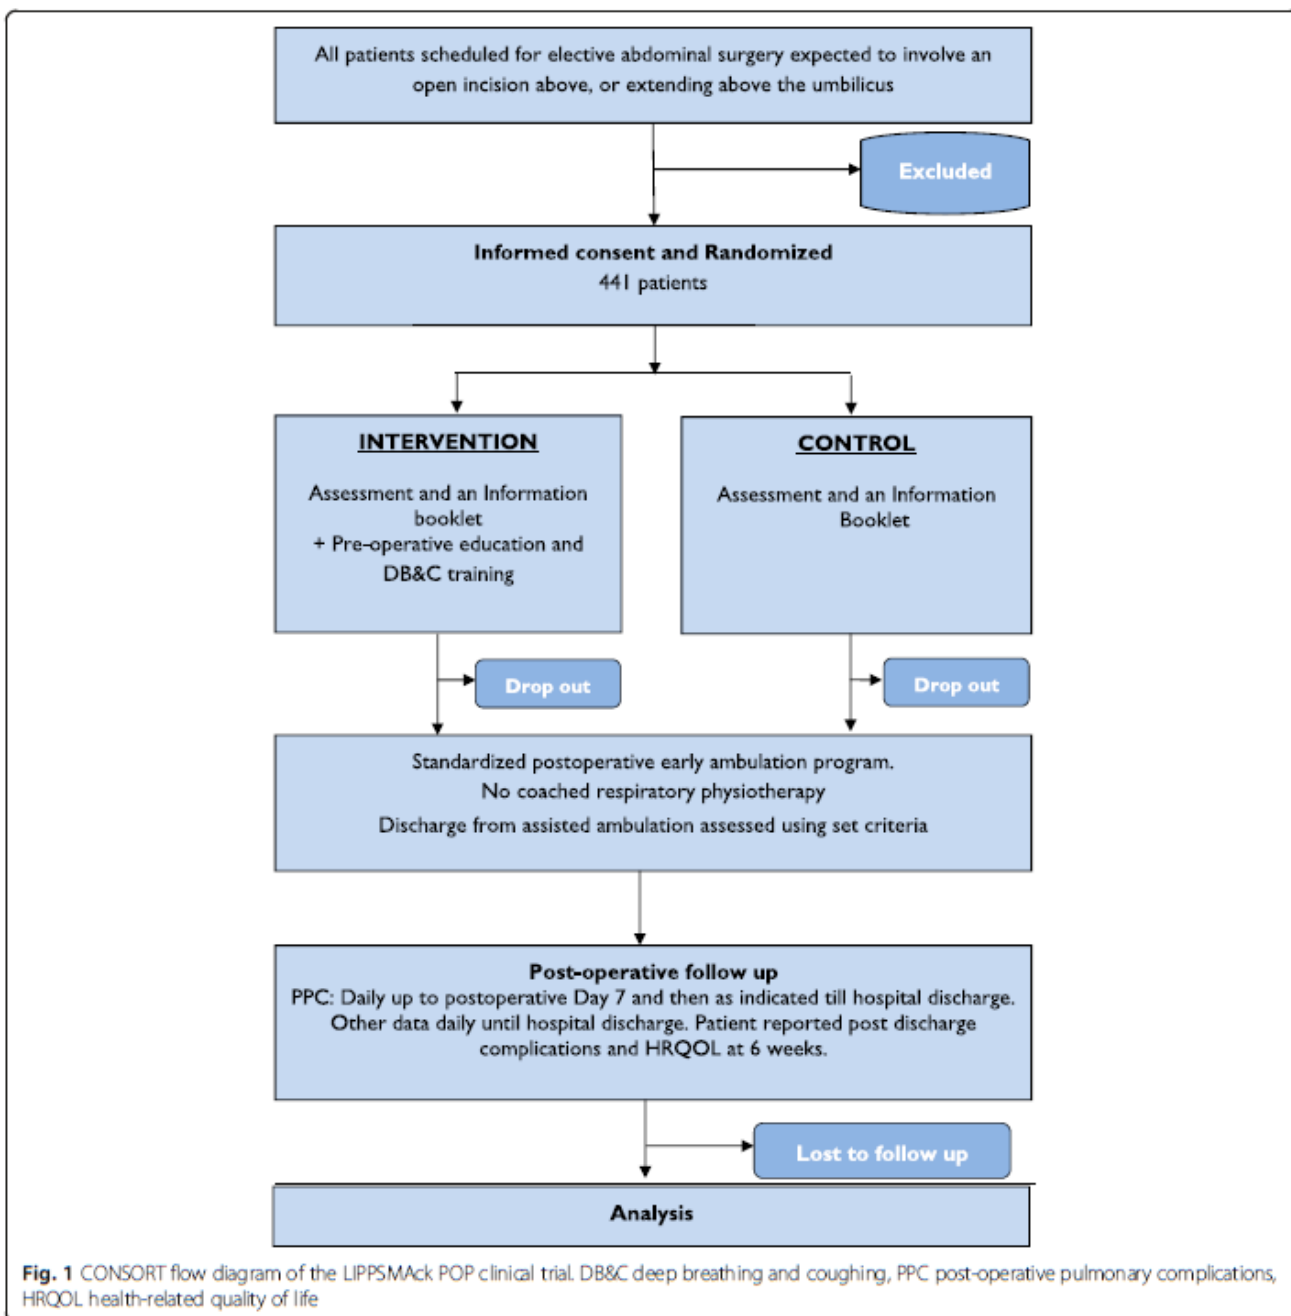 All patients scheduled for elective abdominal surgery expected to involve an
open incision above, or extending above the umbilicus
Excluded
Informed consent and Randomized
441 patients
INTERVENTION
Assessment and an Information
booklet
+ Pre-operative education and
DB&C training
CONTROL
Assessment and an Information
Booklet
Drop out
Drop out
Standardized postoperative early ambulation program.
No coached respiratory physiotherapy
Discharge from assisted ambulation assessed using set criteria
Post-operative follow up
PPC: Daily up to postoperative Day 7 and then as indicated till hospital discharge.
Other data daily until hospital discharge. Patient reported post discharge
complications and HRQOL at 6 weeks.
Lost to follow up
Analysis
Fig. 1 CONSORT flow diagram of the LIPPSMAck POP clinical trial. DB&C deep breathing and coughing, PPC post-operative pulmonary complications,
HRQOL health-related quality of life